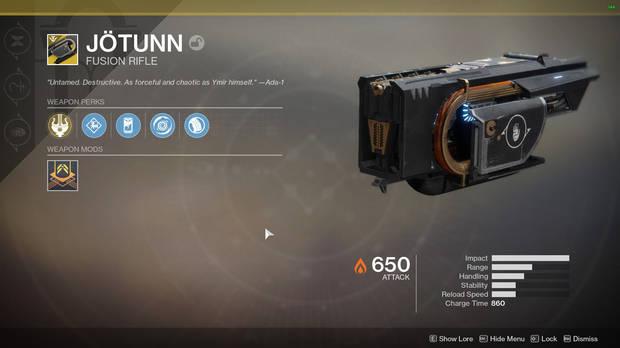 JÖTUNN
FUSION RIFLE
"Untamed. Destructive. As forceful and chaotic as Ymir himself." —Ada-1
WEAPON PERKS
WEAPON MODS
650
ATTACK
Impact
Range
Handling
Stability
Reload Speed
Charge Time 860
Show Lore Hide Menu Lock Dismiss